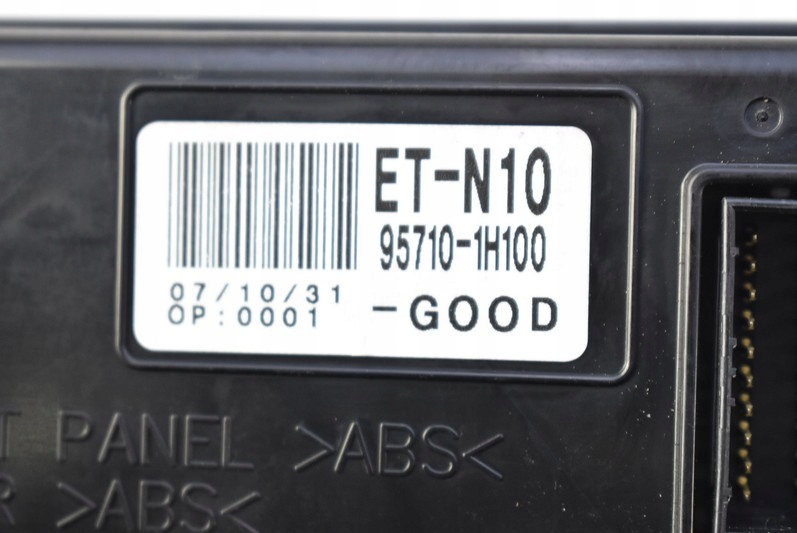 ET-N10
95710-1H100
07/10/31
OP:0001
-GOOD
PANEL >ABS<
>ABS<